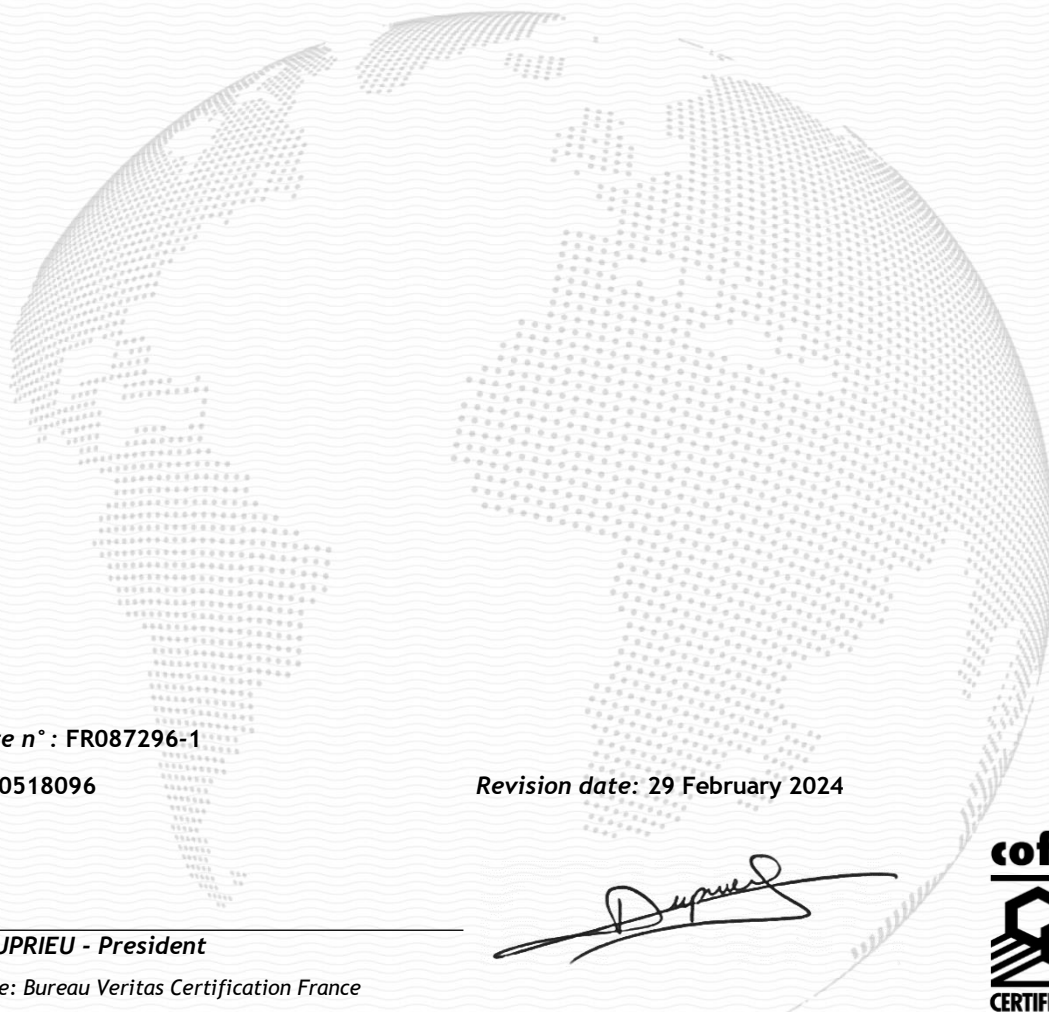 e n° : FR087296-1
0518096
Revision date: 29 February 2024
UPRIEU - President
e: Bureau Veritas Certification France
cof
CERTIF